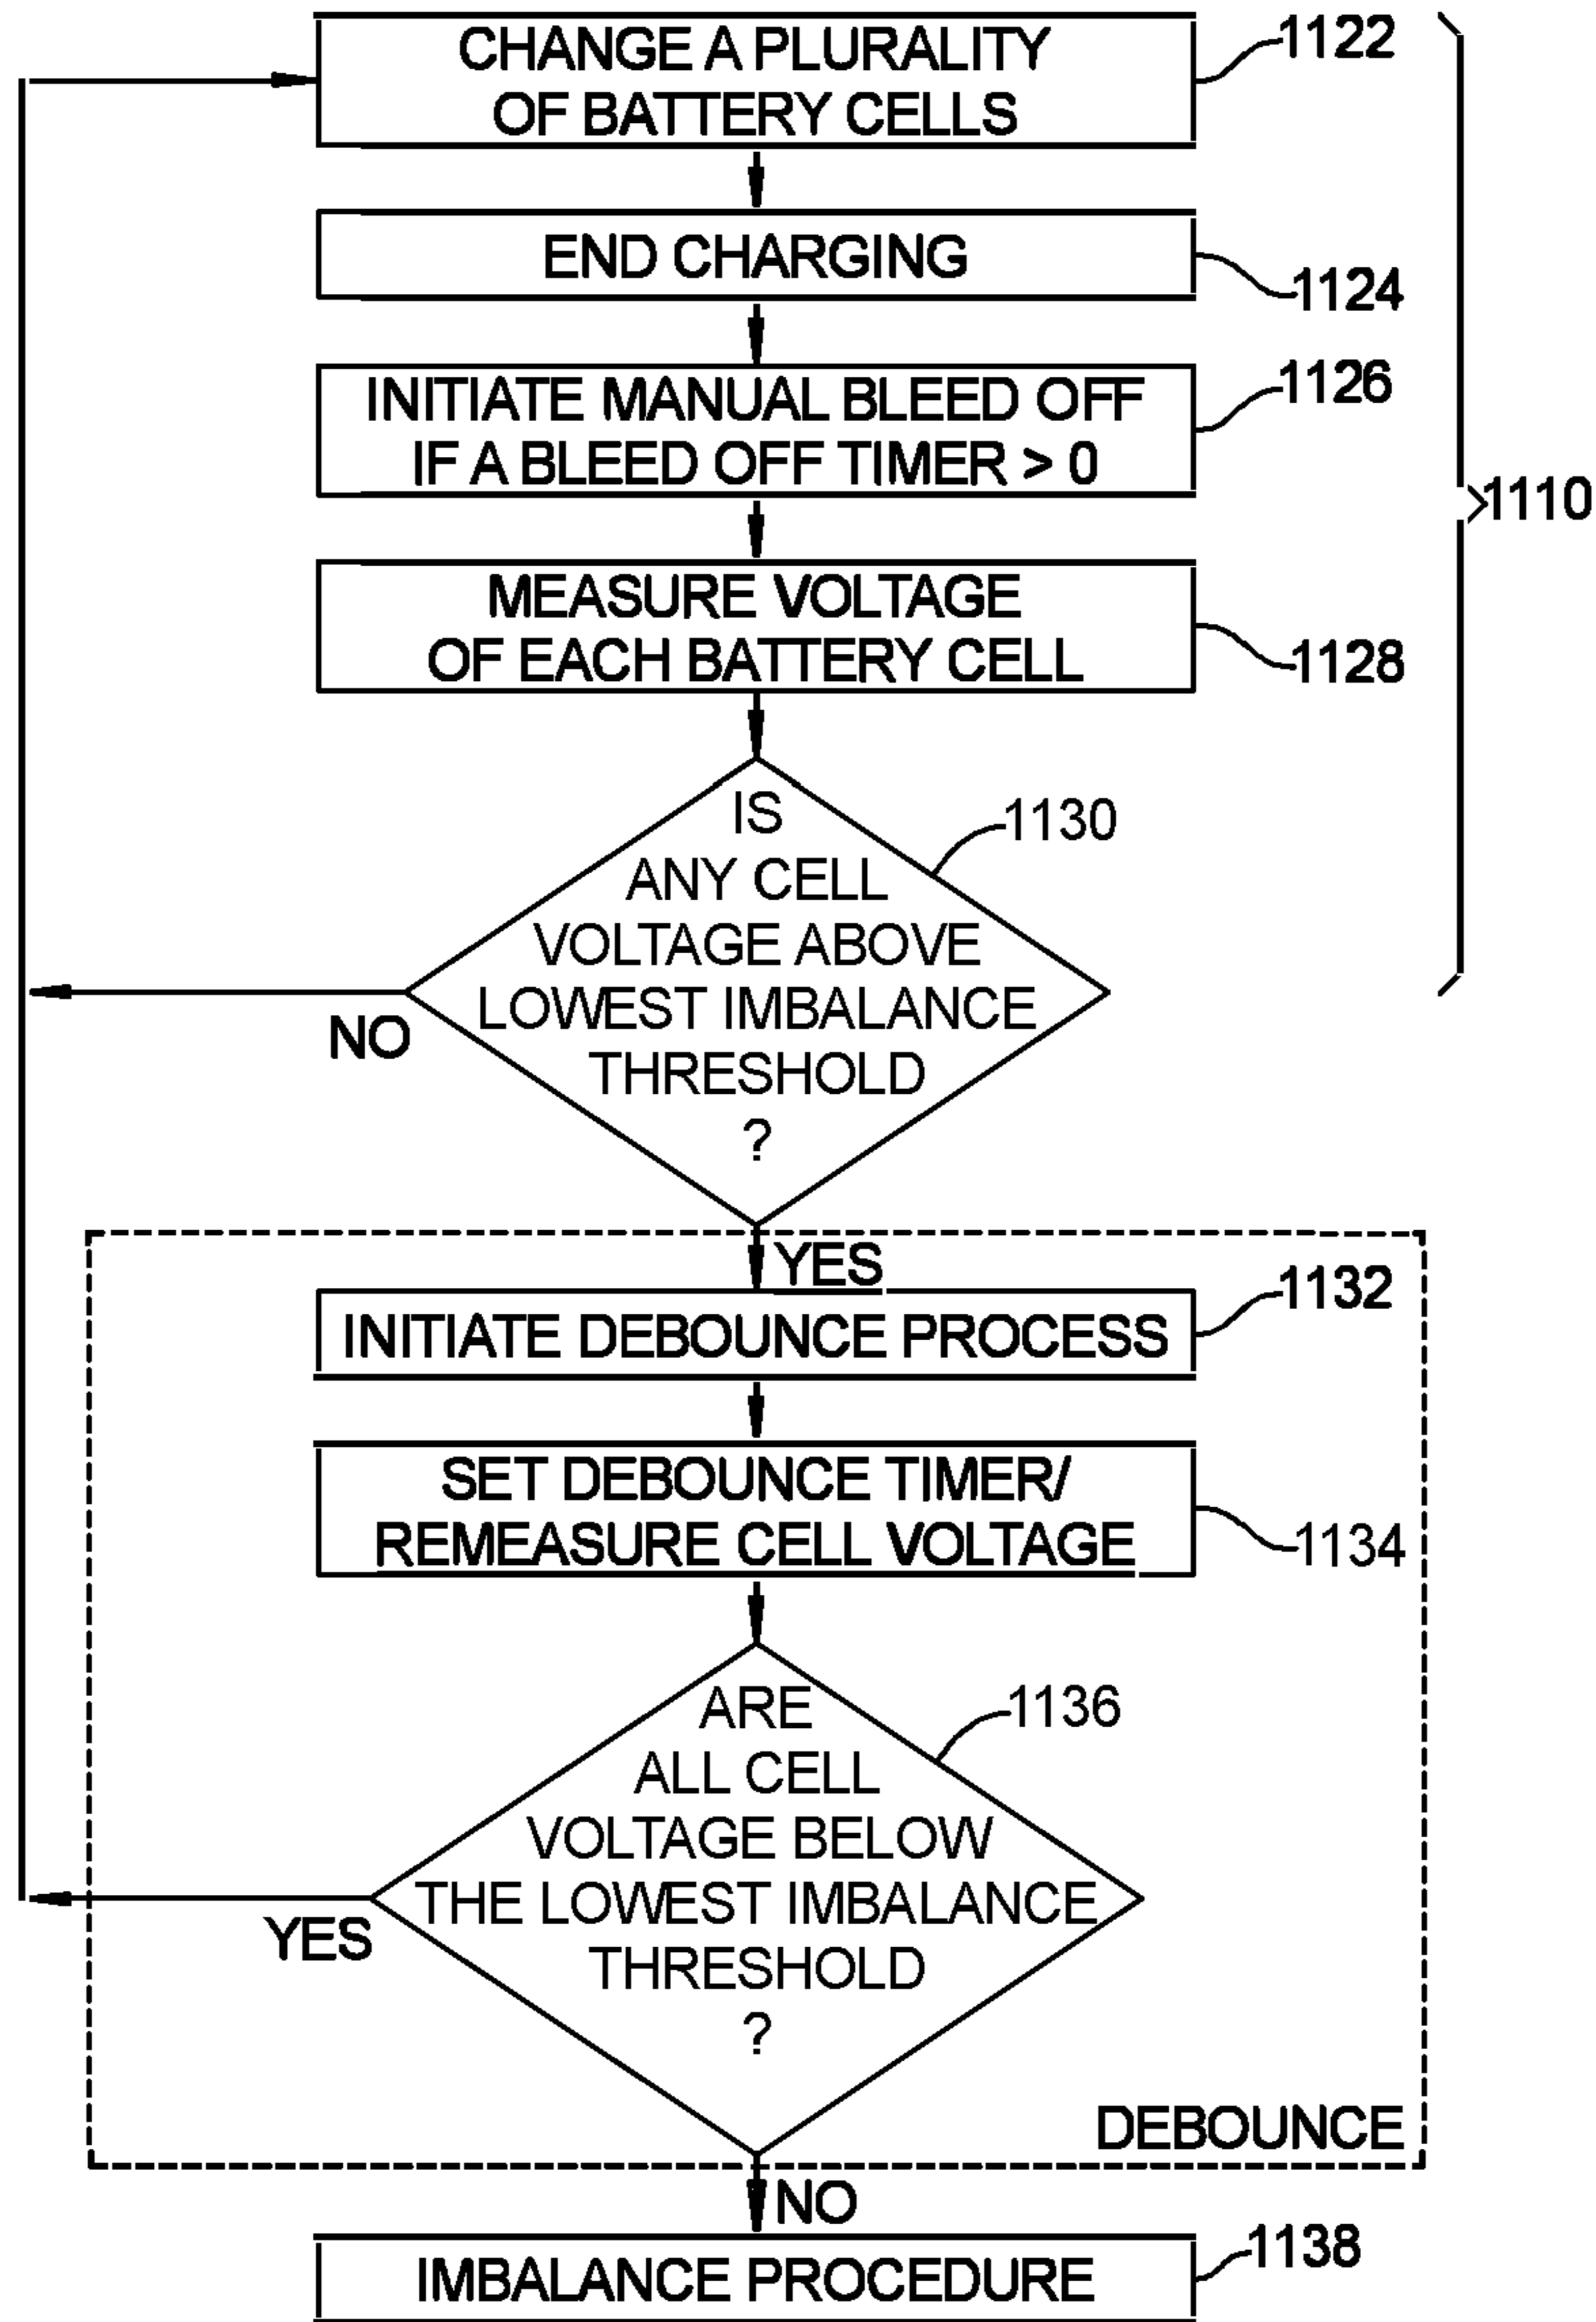 CHANGE A PLURALITY
OF BATTERY CELLS
1122
END CHARGING
1124
INITIATE MANUAL BLEED OFF
IF A BLEED OFF TIMER > 0
1126
1110
MEASURE VOLTAGE
OF EACH BATTERY CELL
1128
IS
ANY CELL
VOLTAGE ABOVE
LOWEST IMBALANCE
THRESHOLD
?
1130
NO
YES
INITIATE DEBOUNCE PROCESS
1132
SET DEBOUNCE TIMER/
REMEASURE CELL VOLTAGE
1134
ARE
ALL CELL
VOLTAGE BELOW
THE LOWEST IMBALANCE
THRESHOLD
?
1136
YES
DEBOUNCE
NO
IMBALANCE PROCEDURE
1138